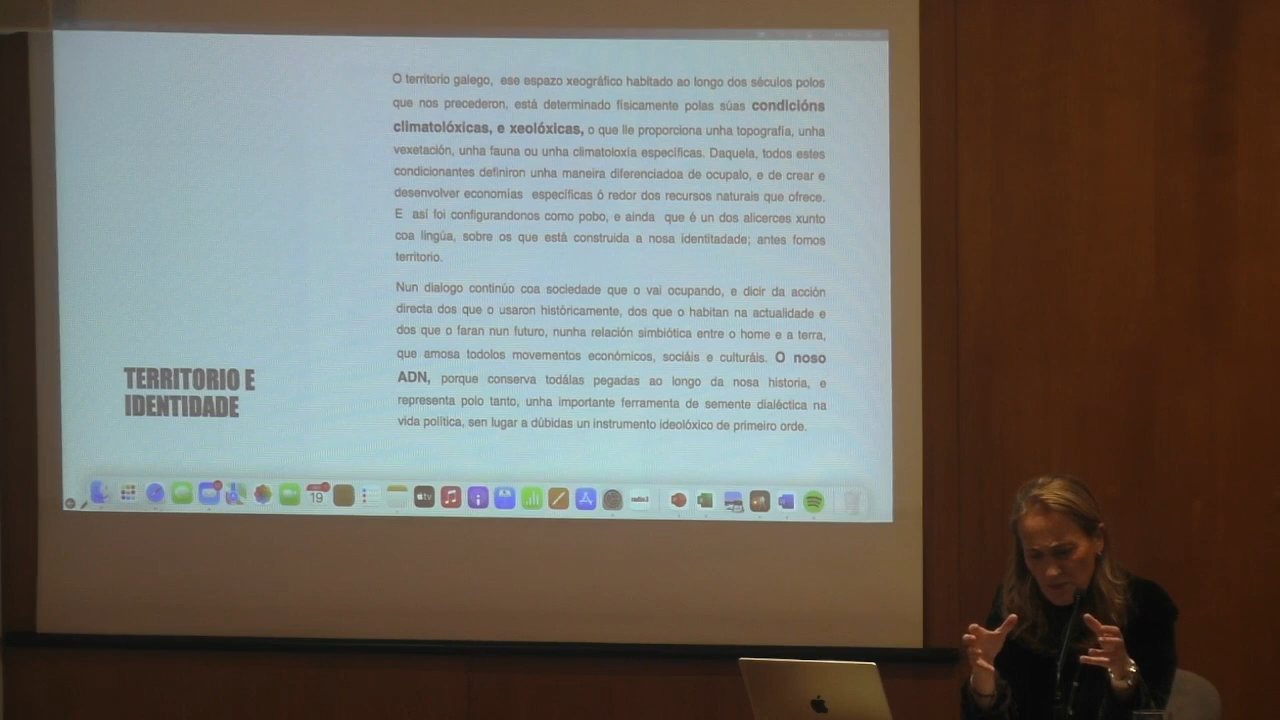 O territorio galego, ese espazo xeográfico habitado ao longo dos séculos polos
que nos precederon, está determinado físicamente polas súas condicións
climatolóxicas, e xeolóxicas, o que lle proporciona unha topografía, unha
vexetación, unha fauna ou unha climatoloxia específicas. Daquela, todos estes
condicionantes definiron unha maneira diferenciadoa de ocupalo, e de crear e
desenvolver economías específicas ó redor dos recursos naturais que ofrece.
E así foi configurandonos como pobo, e ainda que é un dos alicerces xunto
coa lingúa, sobre os que está construida a nosa identitadade; antes fomos
territorio.
Nun dialogo continúo coa sociedade que o vai ocupando, e dicir da acción
directa dos que o usaron históricamente, dos que o habitan na actualidade e
dos que o faran nun futuro, nunha relación simbiótica entre o home e a terra,
que amosa todolos movementos económicos, sociáis e culturáis. O noso
ADN, porque conserva todálas pegadas ao longo da nosa historia, e
representa polo tanto, unha importante ferramenta de semente dialéctica na
vida política, sen lugar a dúbidas un instrumento ideolóxico de primeiro orde.
TERRITORIO E
IDENTIDADE
19
tv